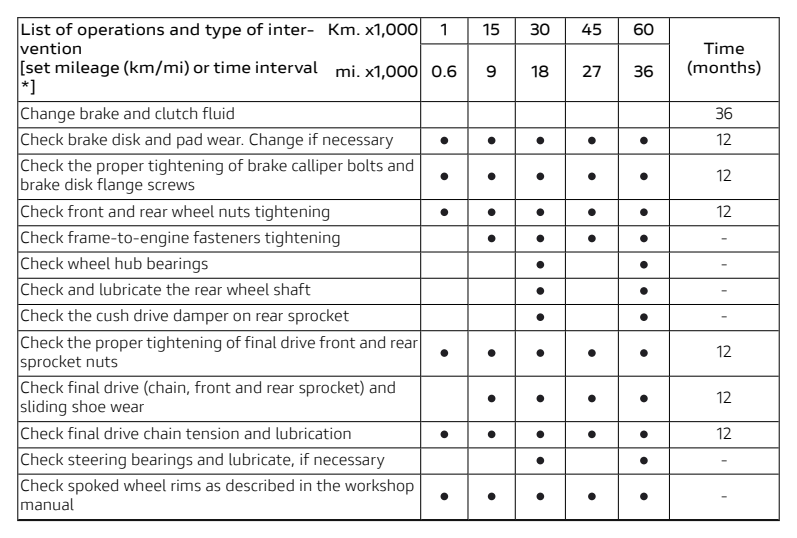 List of operations and type of inter- Km. x1,000 1 15 30 45 60 Time (months)
vention
[set mileage (km/mi) or time interval mi. x1,000 0.6 9 18 27 36
*]
Change brake and clutch fluid 36
Check brake disk and pad wear. Change if necessary ● ● ● ● ● 12
Check the proper tightening of brake calliper bolts and
brake disk flange screws ● ● ● ● ● 12
Check front and rear wheel nuts tightening ● ● ● ● ● 12
Check frame-to-engine fasteners tightening ● ● ● ● -
Check wheel hub bearings ● ● -
Check and lubricate the rear wheel shaft ● ● -
Check the cush drive damper on rear sprocket ● ● -
Check the proper tightening of final drive front and rear
sprocket nuts ● ● ● ● ● 12
Check final drive (chain, front and rear sprocket) and
sliding shoe wear ● ● ● ● 12
Check final drive chain tension and lubrication ● ● ● ● ● 12
Check steering bearings and lubricate, if necessary ● ● -
Check spoked wheel rims as described in the workshop
manual ● ● ● ● ● -